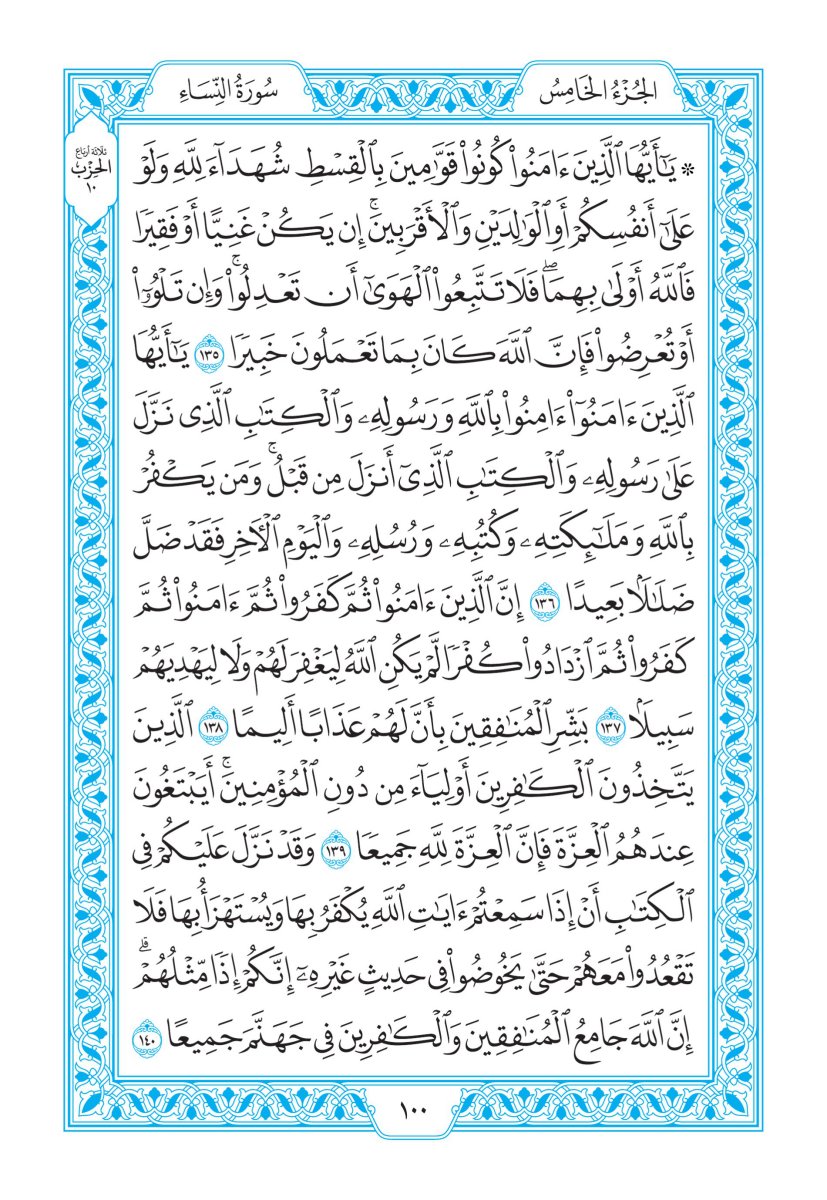 الجُزْءُ الخَامِسُ
سُورَةُ النِّسَاءِ
ثلاثة أرباع
الحِزْب
١٠
* يَٰٓأَيُّهَا ٱلَّذِينَ ءَامَنُوا۟ كُونُوا۟ قَوَّٰمِينَ بِٱلْقِسْطِ شُهَدَآءَ لِلَّهِ وَلَوْ
عَلَىٰٓ أَنفُسِكُمْ أَوِ ٱلْوَٰلِدَيْنِ وَٱلْأَقْرَبِينَ ۚ إِن يَكُنْ غَنِيًّا أَوْ فَقِيرًا
فَٱللَّهُ أَوْلَىٰ بِهِمَا ۖ فَلَا تَتَّبِعُوا۟ ٱلْهَوَىٰٓ أَن تَعْدِلُوا۟ ۚ وَإِن تَلْوُۥٓا۟
أَوْ تُعْرِضُوا۟ فَإِنَّ ٱللَّهَ كَانَ بِمَا تَعْمَلُونَ خَبِيرًا ١٣٥ يَٰٓأَيُّهَا
ٱلَّذِينَ ءَامَنُوٓا۟ ءَامِنُوا۟ بِٱللَّهِ وَرَسُولِهِۦ وَٱلْكِتَٰبِ ٱلَّذِى نَزَّلَ
عَلَىٰ رَسُولِهِۦ وَٱلْكِتَٰبِ ٱلَّذِىٓ أَنزَلَ مِن قَبْلُ ۚ وَمَن يَكْفُرْ
بِٱللَّهِ وَمَلَٰٓئِكَتِهِۦ وَكُتُبِهِۦ وَرُسُلِهِۦ وَٱلْيَوْمِ ٱلْأٓخِرِ فَقَدْ ضَلَّ
ضَلَٰلًۢا بَعِيدًا ١٣٦ إِنَّ ٱلَّذِينَ ءَامَنُوا۟ ثُمَّ كَفَرُوا۟ ثُمَّ ءَامَنُوا۟ ثُمَّ
كَفَرُوا۟ ثُمَّ ٱزْدَادُوا۟ كُفْرًا لَّمْ يَكُنِ ٱللَّهُ لِيَغْفِرَ لَهُمْ وَلَا لِيَهْدِيَهُمْ
سَبِيلًۢا ١٣٧ بَشِّرِ ٱلْمُنَٰفِقِينَ بِأَنَّ لَهُمْ عَذَابًا أَلِيمًا ١٣٨ ٱلَّذِينَ
يَتَّخِذُونَ ٱلْكَٰفِرِينَ أَوْلِيَآءَ مِن دُونِ ٱلْمُؤْمِنِينَ ۚ أَيَبْتَغُونَ
عِندَهُمُ ٱلْعِزَّةَ فَإِنَّ ٱلْعِزَّةَ لِلَّهِ جَمِيعًا ١٣٩ وَقَدْ نَزَّلَ عَلَيْكُمْ فِى
ٱلْكِتَٰبِ أَنْ إِذَا سَمِعْتُمْ ءَايَٰتِ ٱللَّهِ يُكْفَرُ بِهَا وَيُسْتَهْزَأُ بِهَا فَلَا
تَقْعُدُوا۟ مَعَهُمْ حَتَّىٰ يَخُوضُوا۟ فِى حَدِيثٍ غَيْرِهِۦٓ ۚ إِنَّكُمْ إِذًا مِّثْلُهُمْ ۗ
إِنَّ ٱللَّهَ جَامِعُ ٱلْمُنَٰفِقِينَ وَٱلْكَٰفِرِينَ فِى جَهَنَّمَ جَمِيعًا ١٤٠
١٠٠